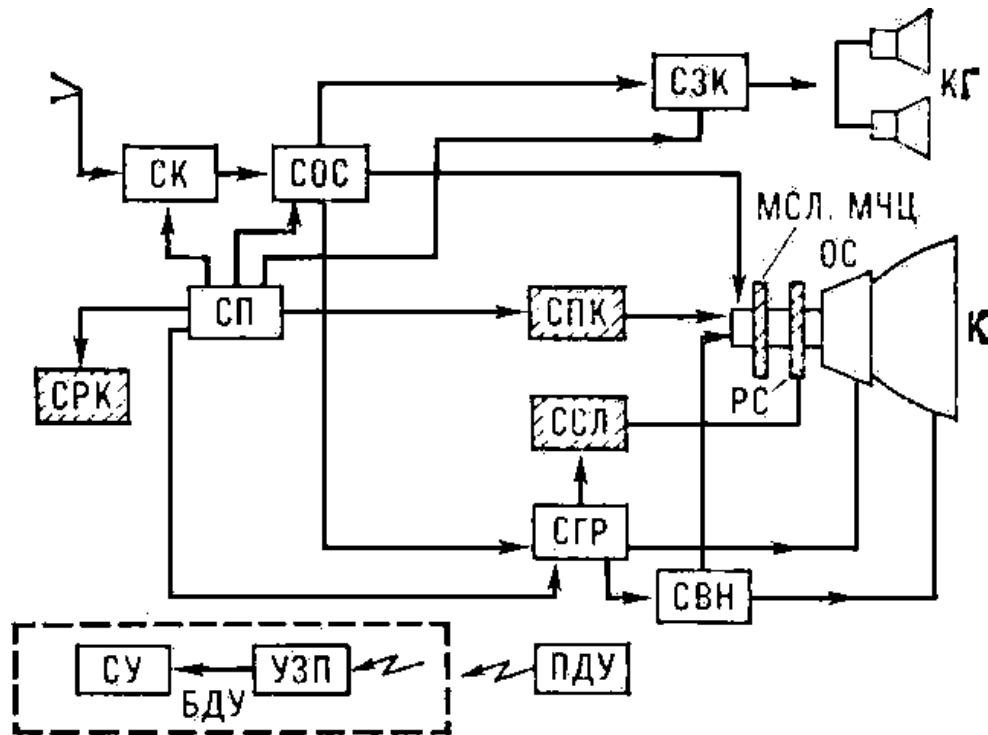 СЗК
КГ
СК
СОС
МСЛ. МЧЦ
ОС
СП
СПК
К
СРК
РС
ССЛ
СГР
СВН
СУ
УЗП
ПДУ
БДУ